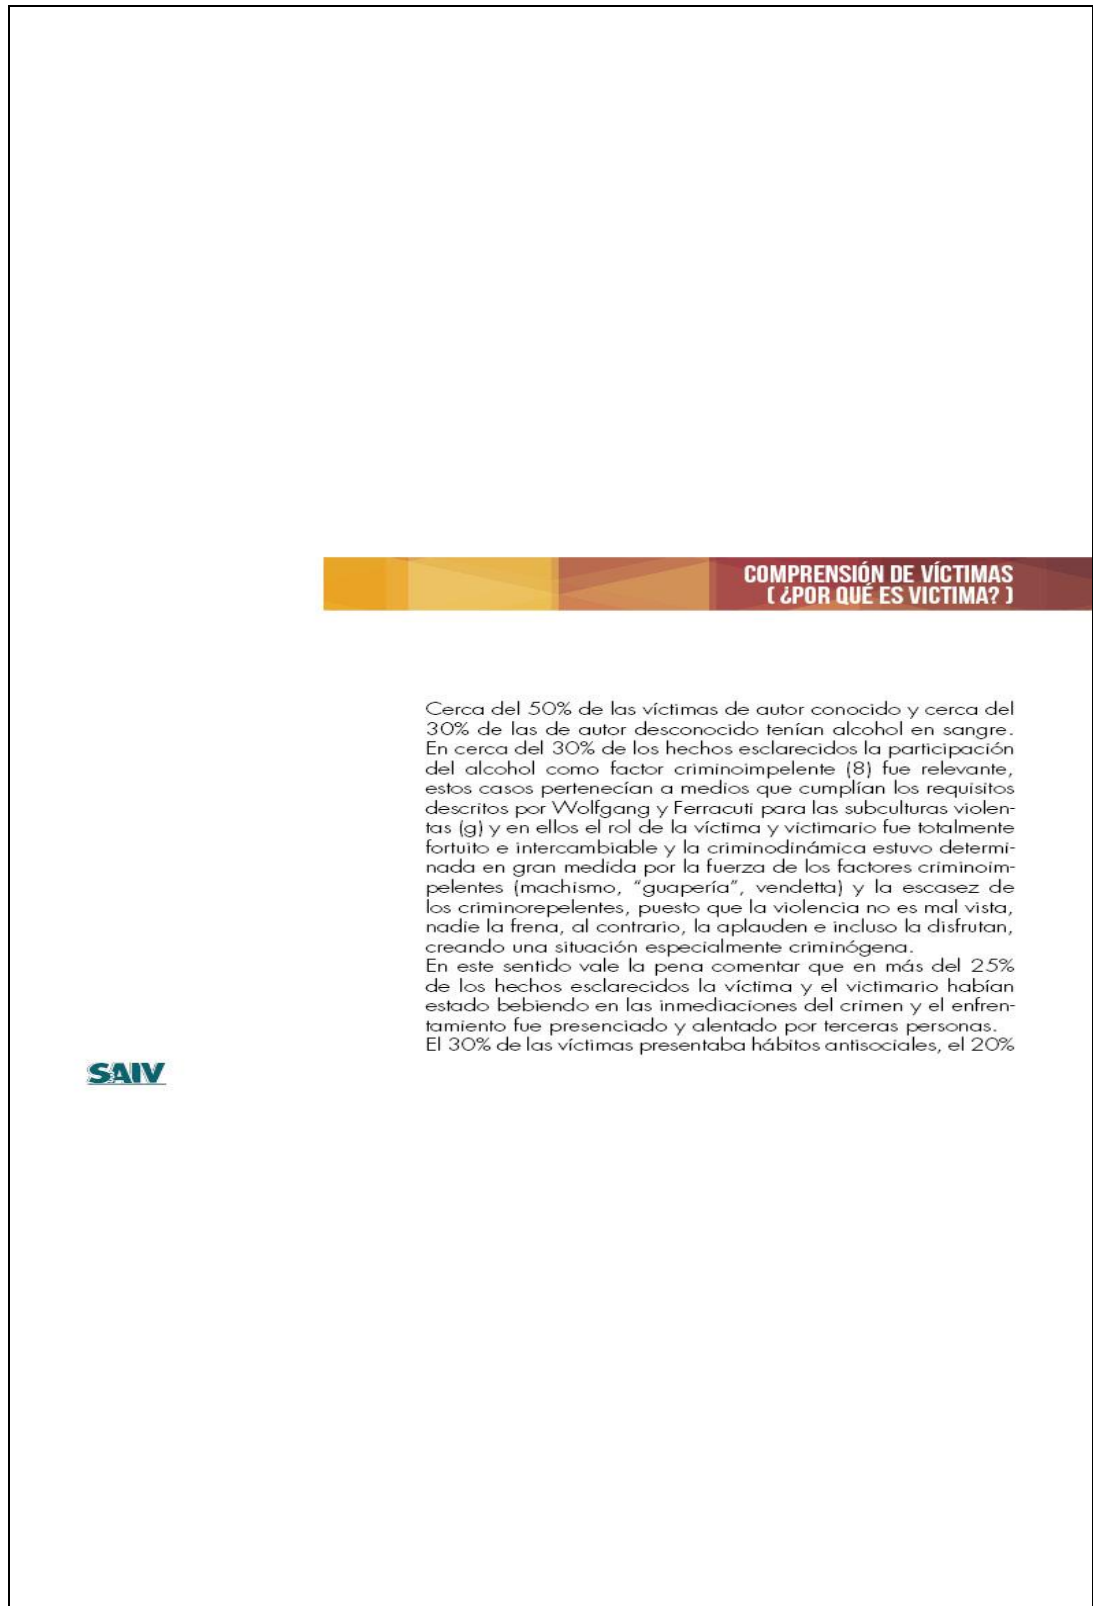 COMPRENSIÓN DE VÍCTIMAS
( ¿POR QUÉ ES VICTIMA? )
Cerca del 50% de las víctimas de autor conocido y cerca del
30% de las de autor desconocido tenían alcohol en sangre.
En cerca del 30% de los hechos esclarecidos la participación
del alcohol como factor criminoimpelente (8) fue relevante,
estos casos pertenecían a medios que cumplían los requisitos
descritos por Wolfgang y Ferracuti para las subculturas violen-
tas (g) y en ellos el rol de la víctima y victimario fue totalmente
fortuito e intercambiable y la criminodinámica estuvo determi-
nada en gran medida por la fuerza de los factores criminoim-
pelentes (machismo, "guapería", vendetta) y la escasez de
los criminorepelentes, puesto que la violencia no es mal vista,
nadie la frena, al contrario, la aplauden e incluso la disfrutan,
creando una situación especialmente criminógena.
En este sentido vale la pena comentar que en más del 25%
de los hechos esclarecidos la víctima y el victimario habían
estado bebiendo en las inmediaciones del crimen y el enfren-
tamiento fue presenciado y alentado por terceras personas.
El 30% de las víctimas presentaba hábitos antisociales, el 20%
SAIV